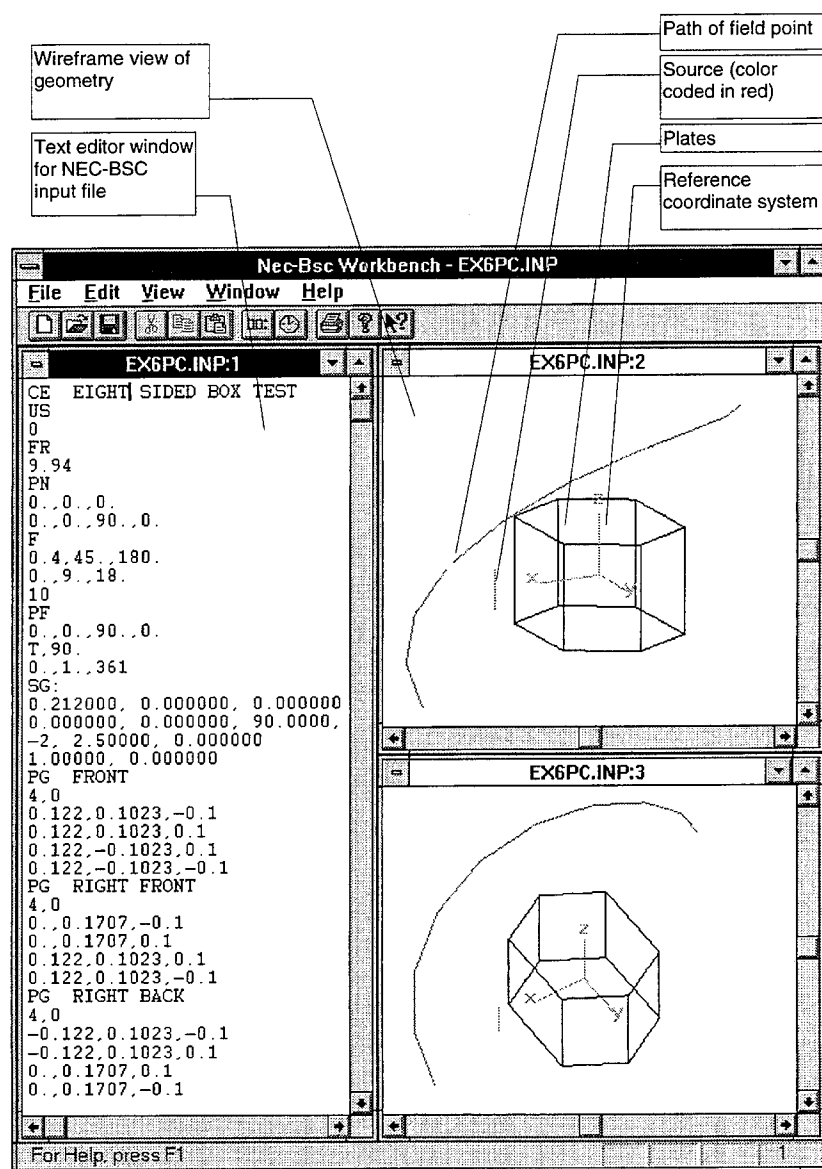 Wireframe view of
geometry
Text editor window
for NEC-BSC
input file
Path of field point
Source (color
coded in red)
Plates
Reference
coordinate system
Nec-Bsc Workbench - EX6PC.INP
File Edit View Window Help
EX6PC.INP:1
CE EIGHT SIDED BOX TEST
US
0
FR
9.94
PN
0.,0.,0.
0.,0.,90.,0.
F
0.4,45.,180.
0.,9.,18.
10
PF
0.,0.,90.,0.
T,90.
0.,1.,361
SG:
0.212000, 0.000000, 0.000000
0.000000, 0.000000, 90.0000,
-2, 2.50000, 0.000000
1.00000, 0.000000
PG FRONT
4,0
0.122,0.1023,-0.1
0.122,0.1023,0.1
0.122,-0.1023,0.1
0.122,-0.1023,-0.1
PG RIGHT FRONT
4,0
0.,0.1707,-0.1
0.,0.1707,0.1
0.122,0.1023,0.1
0.122,0.1023,-0.1
PG RIGHT BACK
4,0
-0.122,0.1023,-0.1
-0.122,0.1023,0.1
0.,0.1707,0.1
0.,0.1707,-0.1
EX6PC.INP:2
z
x
y
EX6PC.INP:3
z
x
y
For Help, press F1
1